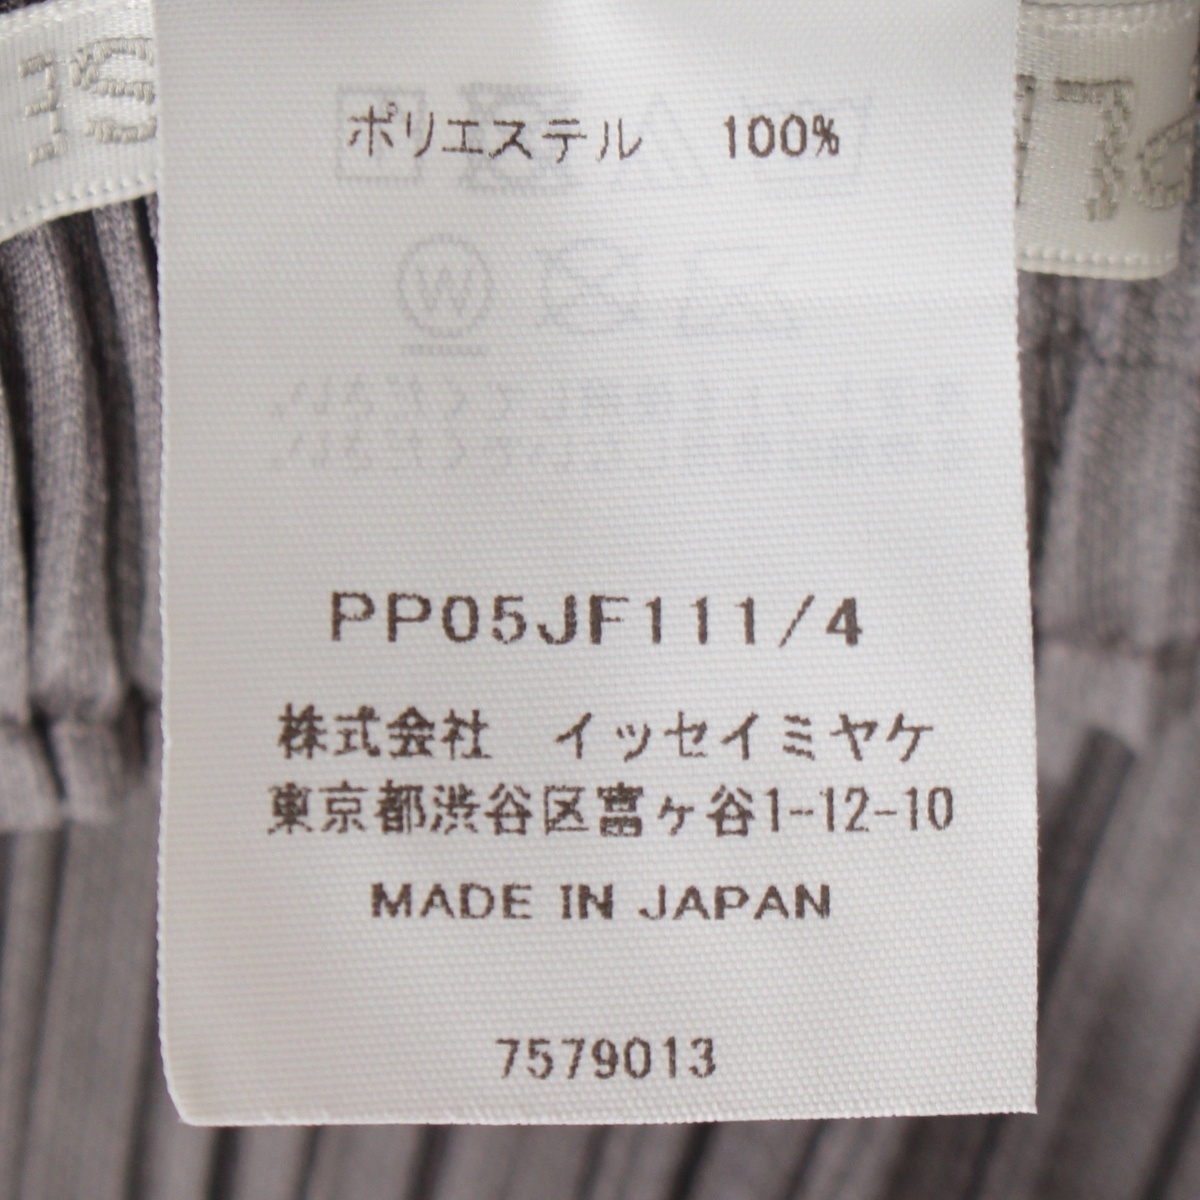 ポリエステル 100%
PP05JF111/4
株式会社 イッセイミヤケ
東京都渋谷区富ヶ谷1-12-10
MADE IN JAPAN
7579013